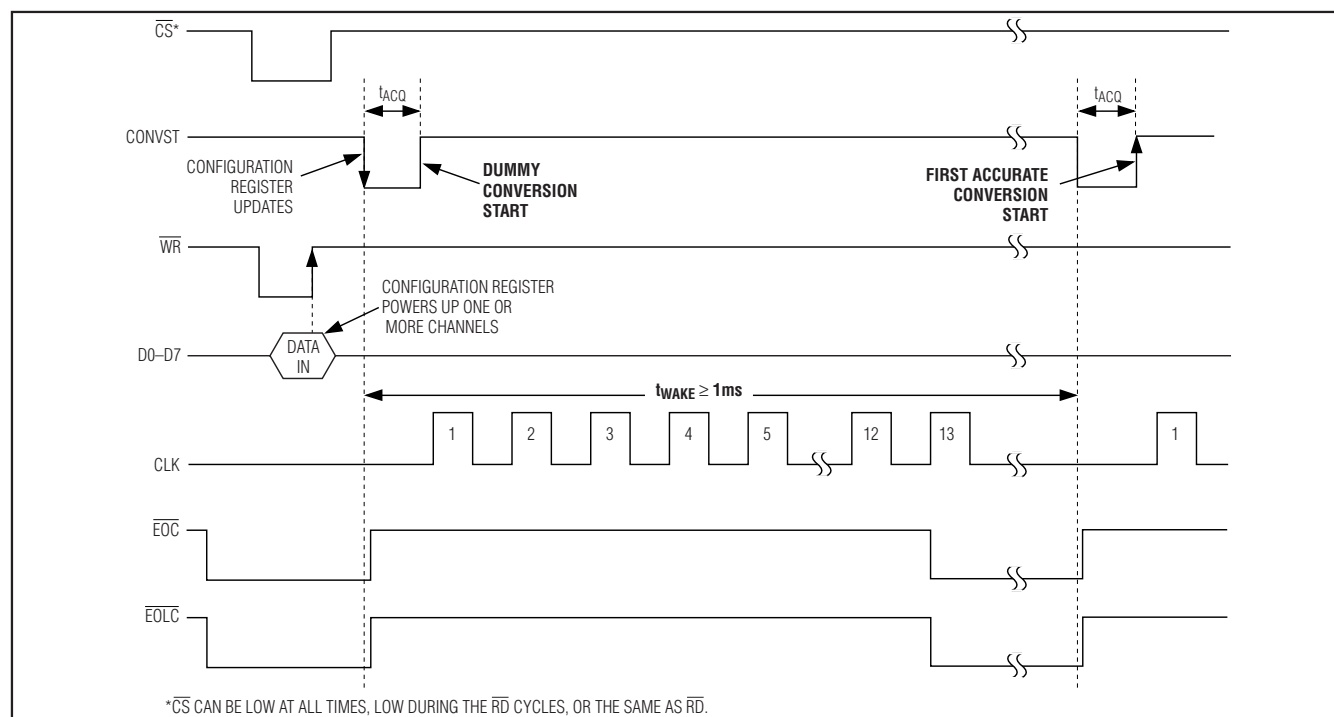 CS*
tACQ
tACQ
CONVST
CONFIGURATION
REGISTER
UPDATES
DUMMY
CONVERSION
START
FIRST ACCURATE
CONVERSION
START
WR
CONFIGURATION REGISTER
POWERS UP ONE OR
MORE CHANNELS
D0–D7
DATA
IN
tWAKE ≥ 1ms
1
2
3
4
5
12
13
1
CLK
EOC
EOLC
*CS CAN BE LOW AT ALL TIMES, LOW DURING THE RD CYCLES, OR THE SAME AS RD.